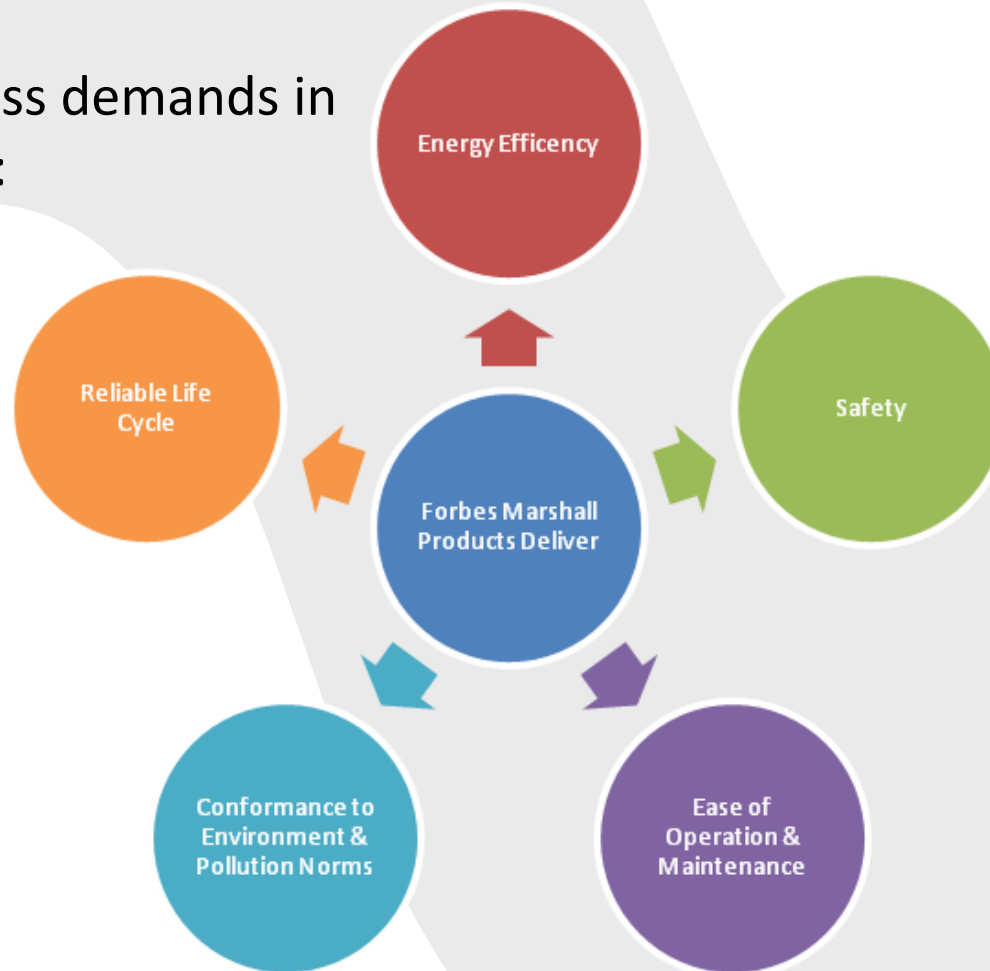 ss demands in
:
Energy Efficency
Reliable Life
Cycle
Safety
Forbes Marshall
Products Deliver
Conformance to
Environment &
Pollution Norms
Ease of
Operation &
Maintenance